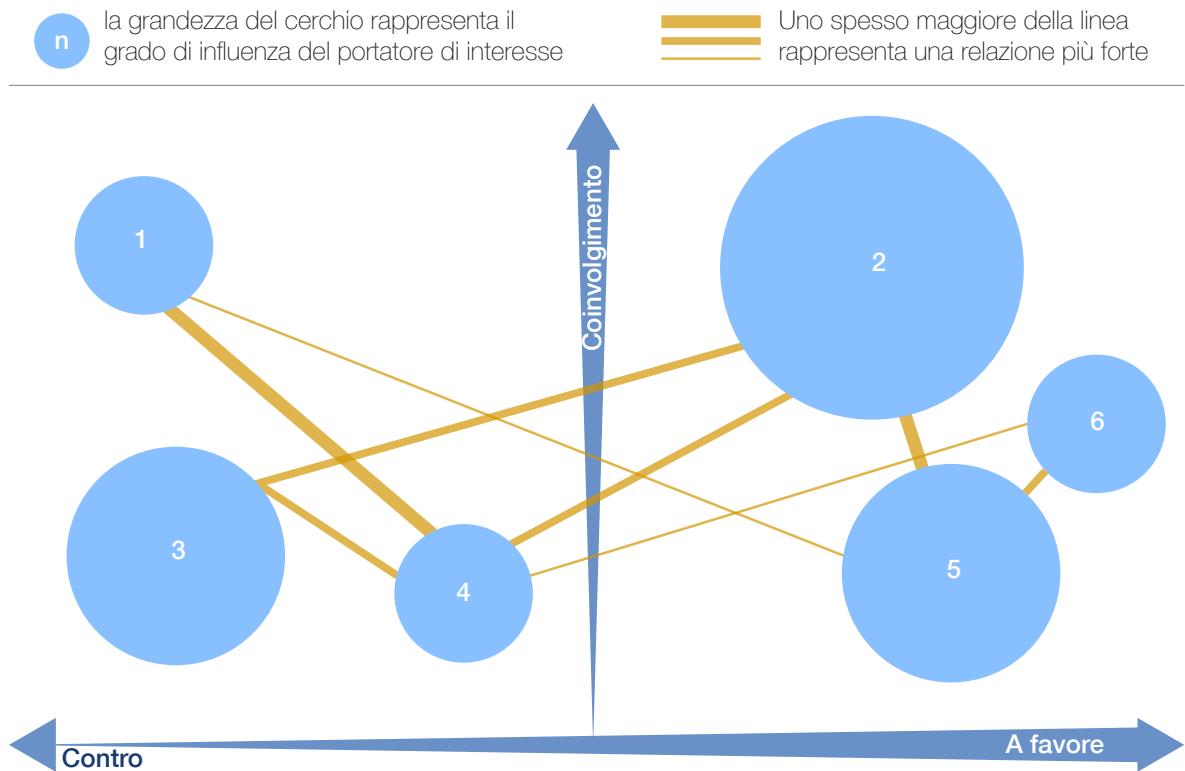 n
la grandezza del cerchio rappresenta il
grado di influenza del portatore di interesse
Uno spesso maggiore della linea
rappresenta una relazione più forte
Coinvolgimento
1
2
6
3
5
4
A favore
Contro